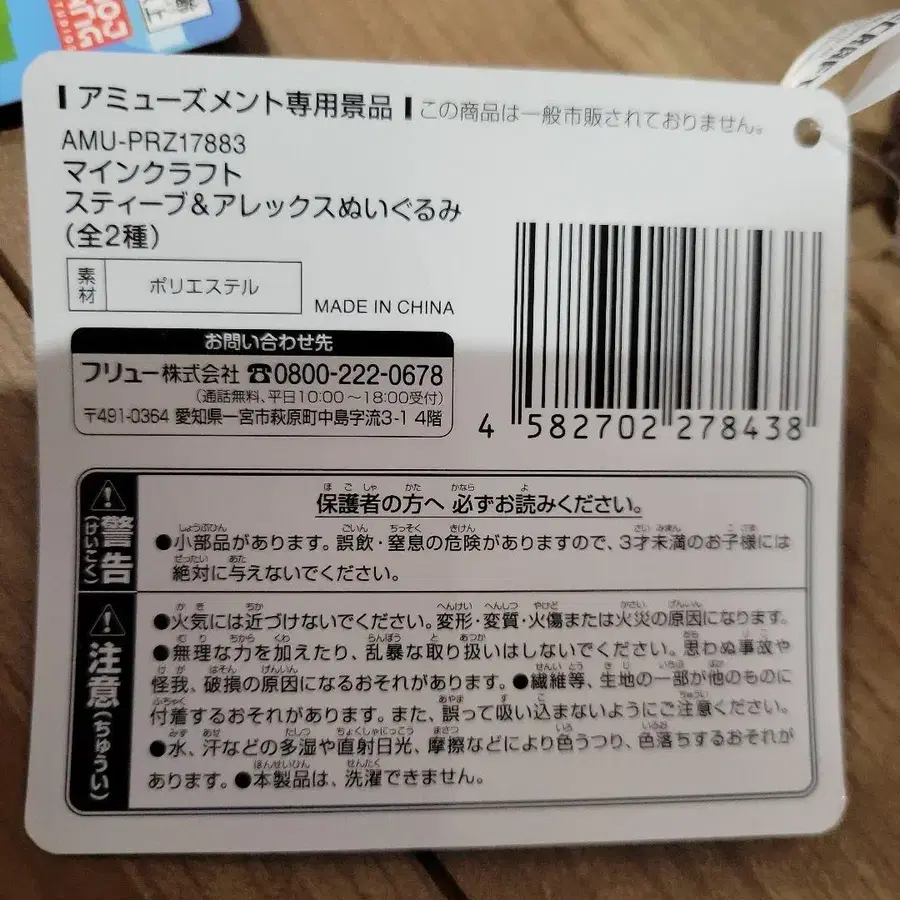 アミューズメント専用景品 この商品は一般市販されておりません。
AMU-PRZ17883
マインクラフト
スティーブ&アレックスぬいぐるみ
(全2種)
素材 ポリエステル
MADE IN CHINA
お問い合わせ先
フリュー株式会社 ☎0800-222-0678
(通話無料、平日10:00~18:00受付)
〒491-0364 愛知県一宮市萩原町中島字流3-1 4階
4 582702 278438
警告(けいこく)
保護者の方へ 必ずお読みください。
●小部品があります。誤飲・窒息の危険がありますので、3才未満のお子様には
絶対に与えないでください。
注意(ちゅうい)
●火気には近づけないでください。変形・変質・火傷または火災の原因になります。
●無理な力を加えたり、乱暴な取り扱いはしないでください。思わぬ事故や
怪我、破損の原因になるおそれがあります。●繊維等、生地の一部が他のものに
付着するおそれがあります。また、誤って吸い込まないようにご注意ください。
●水、汗などの多湿や直射日光、摩擦などにより色うつり、色落ちするおそれが
あります。●本製品は、洗濯できません。